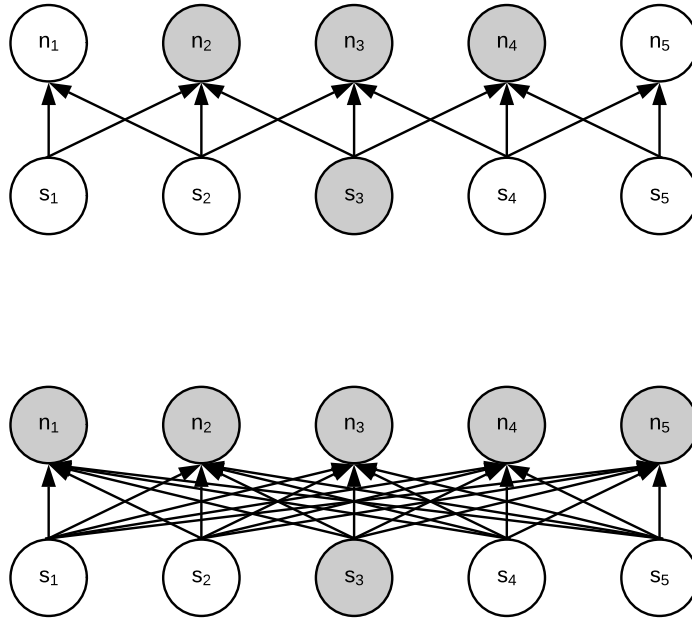 n₁ n₂ n₃ n₄ n₅
s₁ s₂ s₃ s₄ s₅
n₁ n₂ n₃ n₄ n₅
s₁ s₂ s₃ s₄ s₅